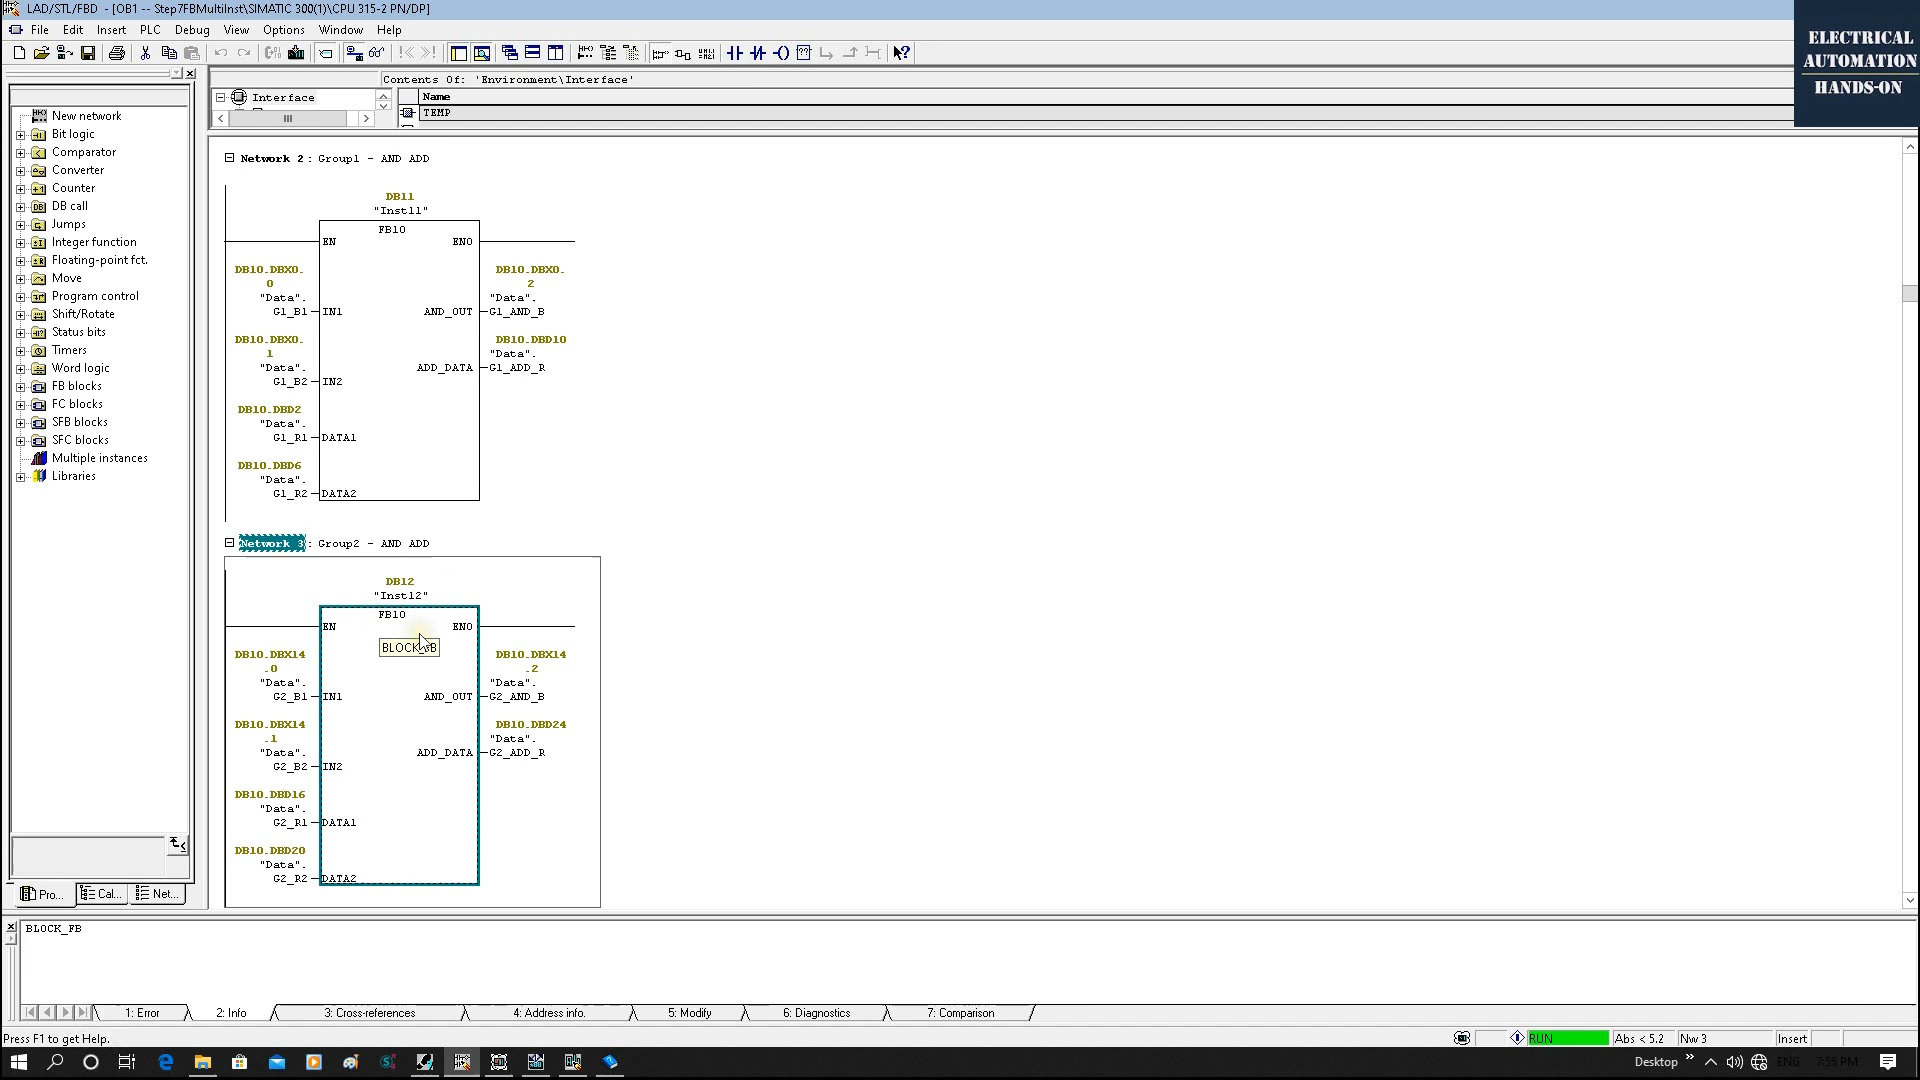 LAD/STL/FBD - [OB1 -- Step7FBMultiInst\SIMATIC 300(1)\CPU 315-2 PN/DP]
File Edit Insert PLC Debug View Options Window Help
ELECTRICAL
AUTOMATION
HANDS-ON
Contents Of: 'Environment\Interface'
Interface
Name
TEMP
New network
Bit logic
Comparator
Converter
Counter
DB call
Jumps
Integer function
Floating-point fct.
Move
Program control
Shift/Rotate
Status bits
Timers
Word logic
FB blocks
FC blocks
SFB blocks
SFC blocks
Multiple instances
Libraries
Pro... Cal... Net...
Network 2 : Group1 - AND ADD
DB11
"Inst11"
FB10
EN ENO
DB10.DBX0. DB10.DBX0.
0 2
"Data". "Data".
G1_B1 IN1 AND_OUT G1_AND_B
DB10.DBX0. DB10.DBD10
1 "Data".
"Data". ADD_DATA G1_ADD_R
G1_B2 IN2
DB10.DBD2
"Data".
G1_R1 DATA1
DB10.DBD6
"Data".
G1_R2 DATA2
Network 3 : Group2 - AND ADD
DB12
"Inst12"
FB10
EN ENO
BLOCK_FB
DB10.DBX14 DB10.DBX14
.0 .2
"Data". "Data".
G2_B1 IN1 AND_OUT G2_AND_B
DB10.DBX14 DB10.DBD24
.1 "Data".
"Data". ADD_DATA G2_ADD_R
G2_B2 IN2
DB10.DBD16
"Data".
G2_R1 DATA1
DB10.DBD20
"Data".
G2_R2 DATA2
BLOCK_FB
1: Error 2: Info 3: Cross-references 4: Address info. 5: Modify 6: Diagnostics 7: Comparison
Press F1 to get Help. RUN Abs < 5.2 Nw 3 Insert
Desktop ENG 7:55 PM